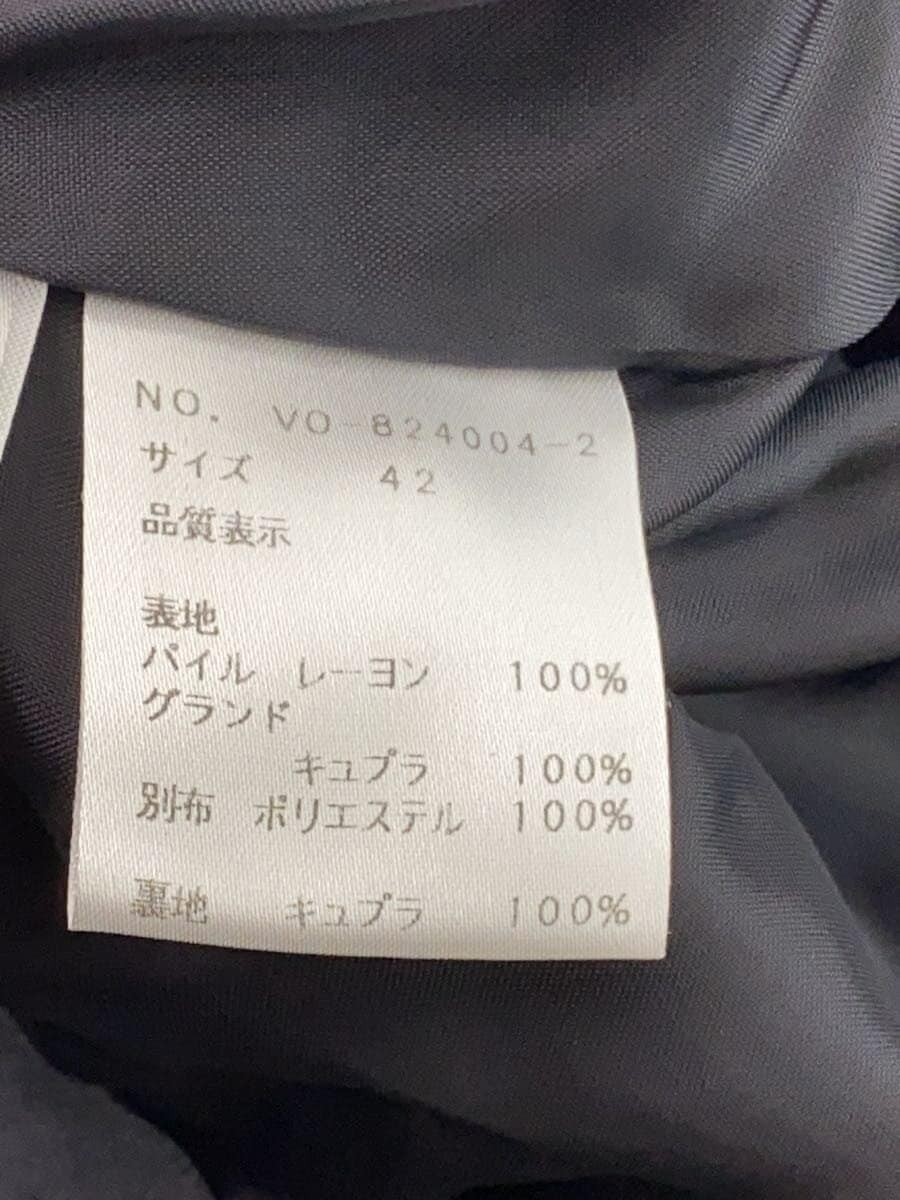 NO. VO-824004-2
サイズ 42
品質表示
表地
パイル レーヨン 100%
グランド
キュプラ 100%
別布 ポリエステル 100%
裏地 キュプラ 100%